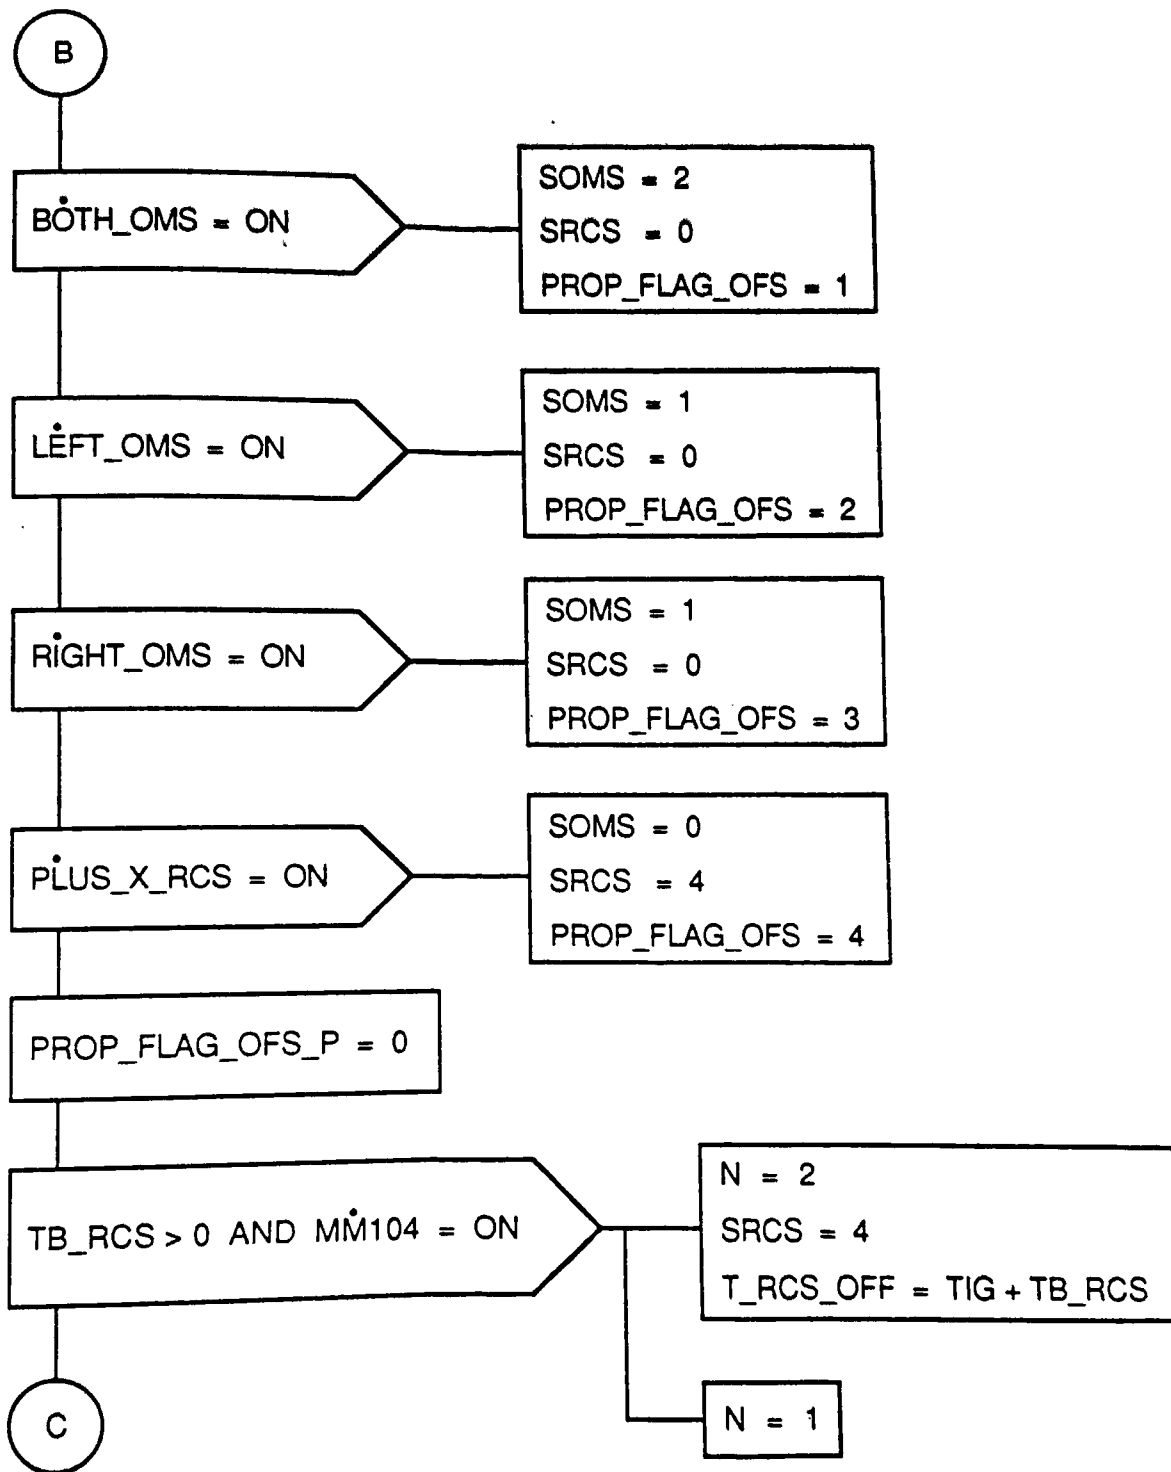 B
BOTH_OMS = ON
SOMS = 2
SRCS = 0
PROP_FLAG_OFS = 1
LEFT_OMS = ON
SOMS = 1
SRCS = 0
PROP_FLAG_OFS = 2
RIGHT_OMS = ON
SOMS = 1
SRCS = 0
PROP_FLAG_OFS = 3
PLUS_X_RCS = ON
SOMS = 0
SRCS = 4
PROP_FLAG_OFS = 4
PROP_FLAG_OFS_P = 0
TB_RCS > 0 AND MM104 = ON
N = 2
SRCS = 4
T_RCS_OFF = TIG + TB_RCS
N = 1
C